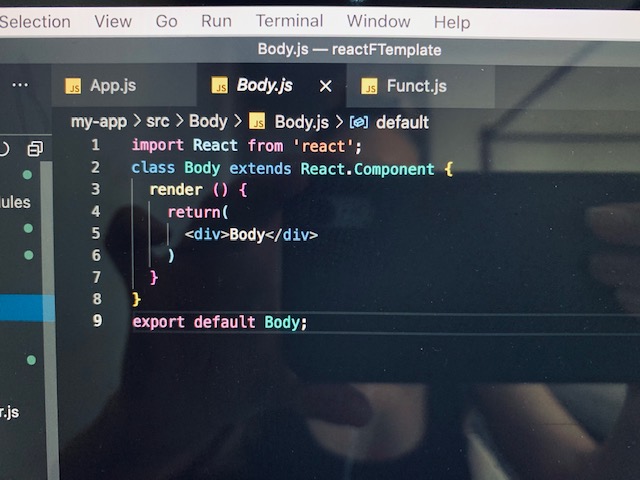 Selection View Go Run Terminal Window Help
Body.js — reactFTemplate
... JS App.js JS Body.js × JS Funct.js
my-app > src > Body > JS Body.js > default
1 import React from 'react';
2 class Body extends React.Component {
3 render () {
4 return(
5 <div>Body</div>
6 )
7 }
8 }
9 export default Body;
ules
r.js